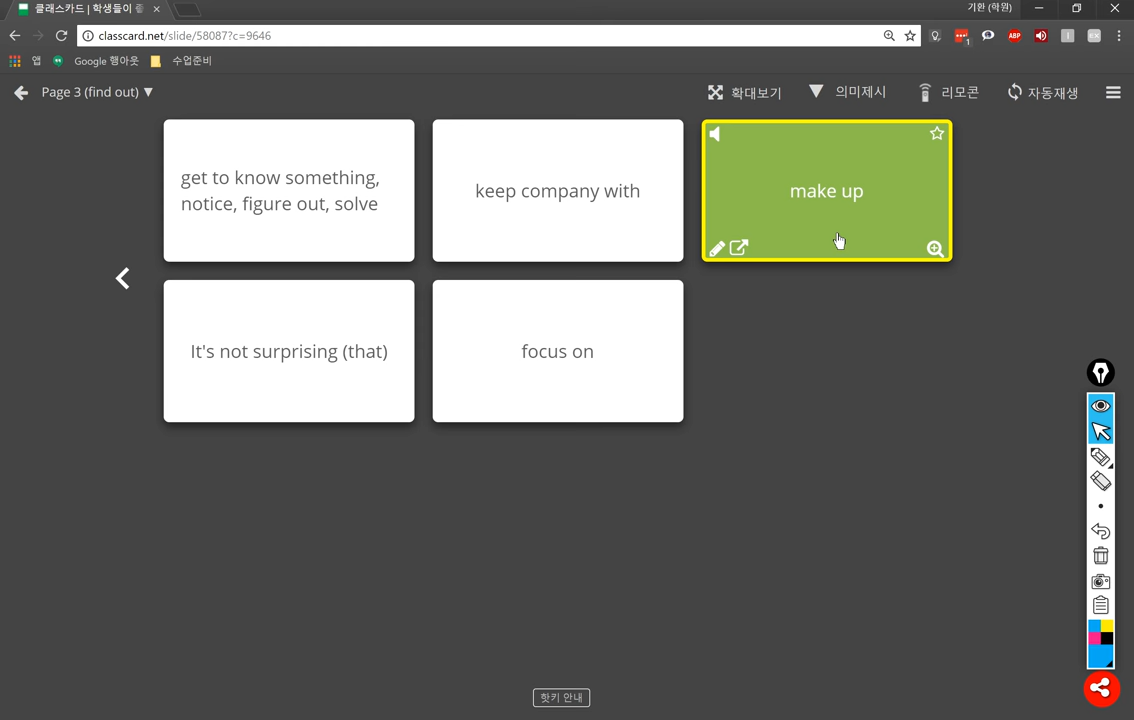 클래스카드 | 학생들이 좋
기환 (학원)
classcard.net/slide/58087?c=9646
앱
Google 행아웃
수업준비
Page 3 (find out) ▼
확대보기
▼ 의미제시
리모콘
자동재생
get to know something,
notice, figure out, solve
keep company with
make up
It's not surprising (that)
focus on
핫키 안내
ABP
1